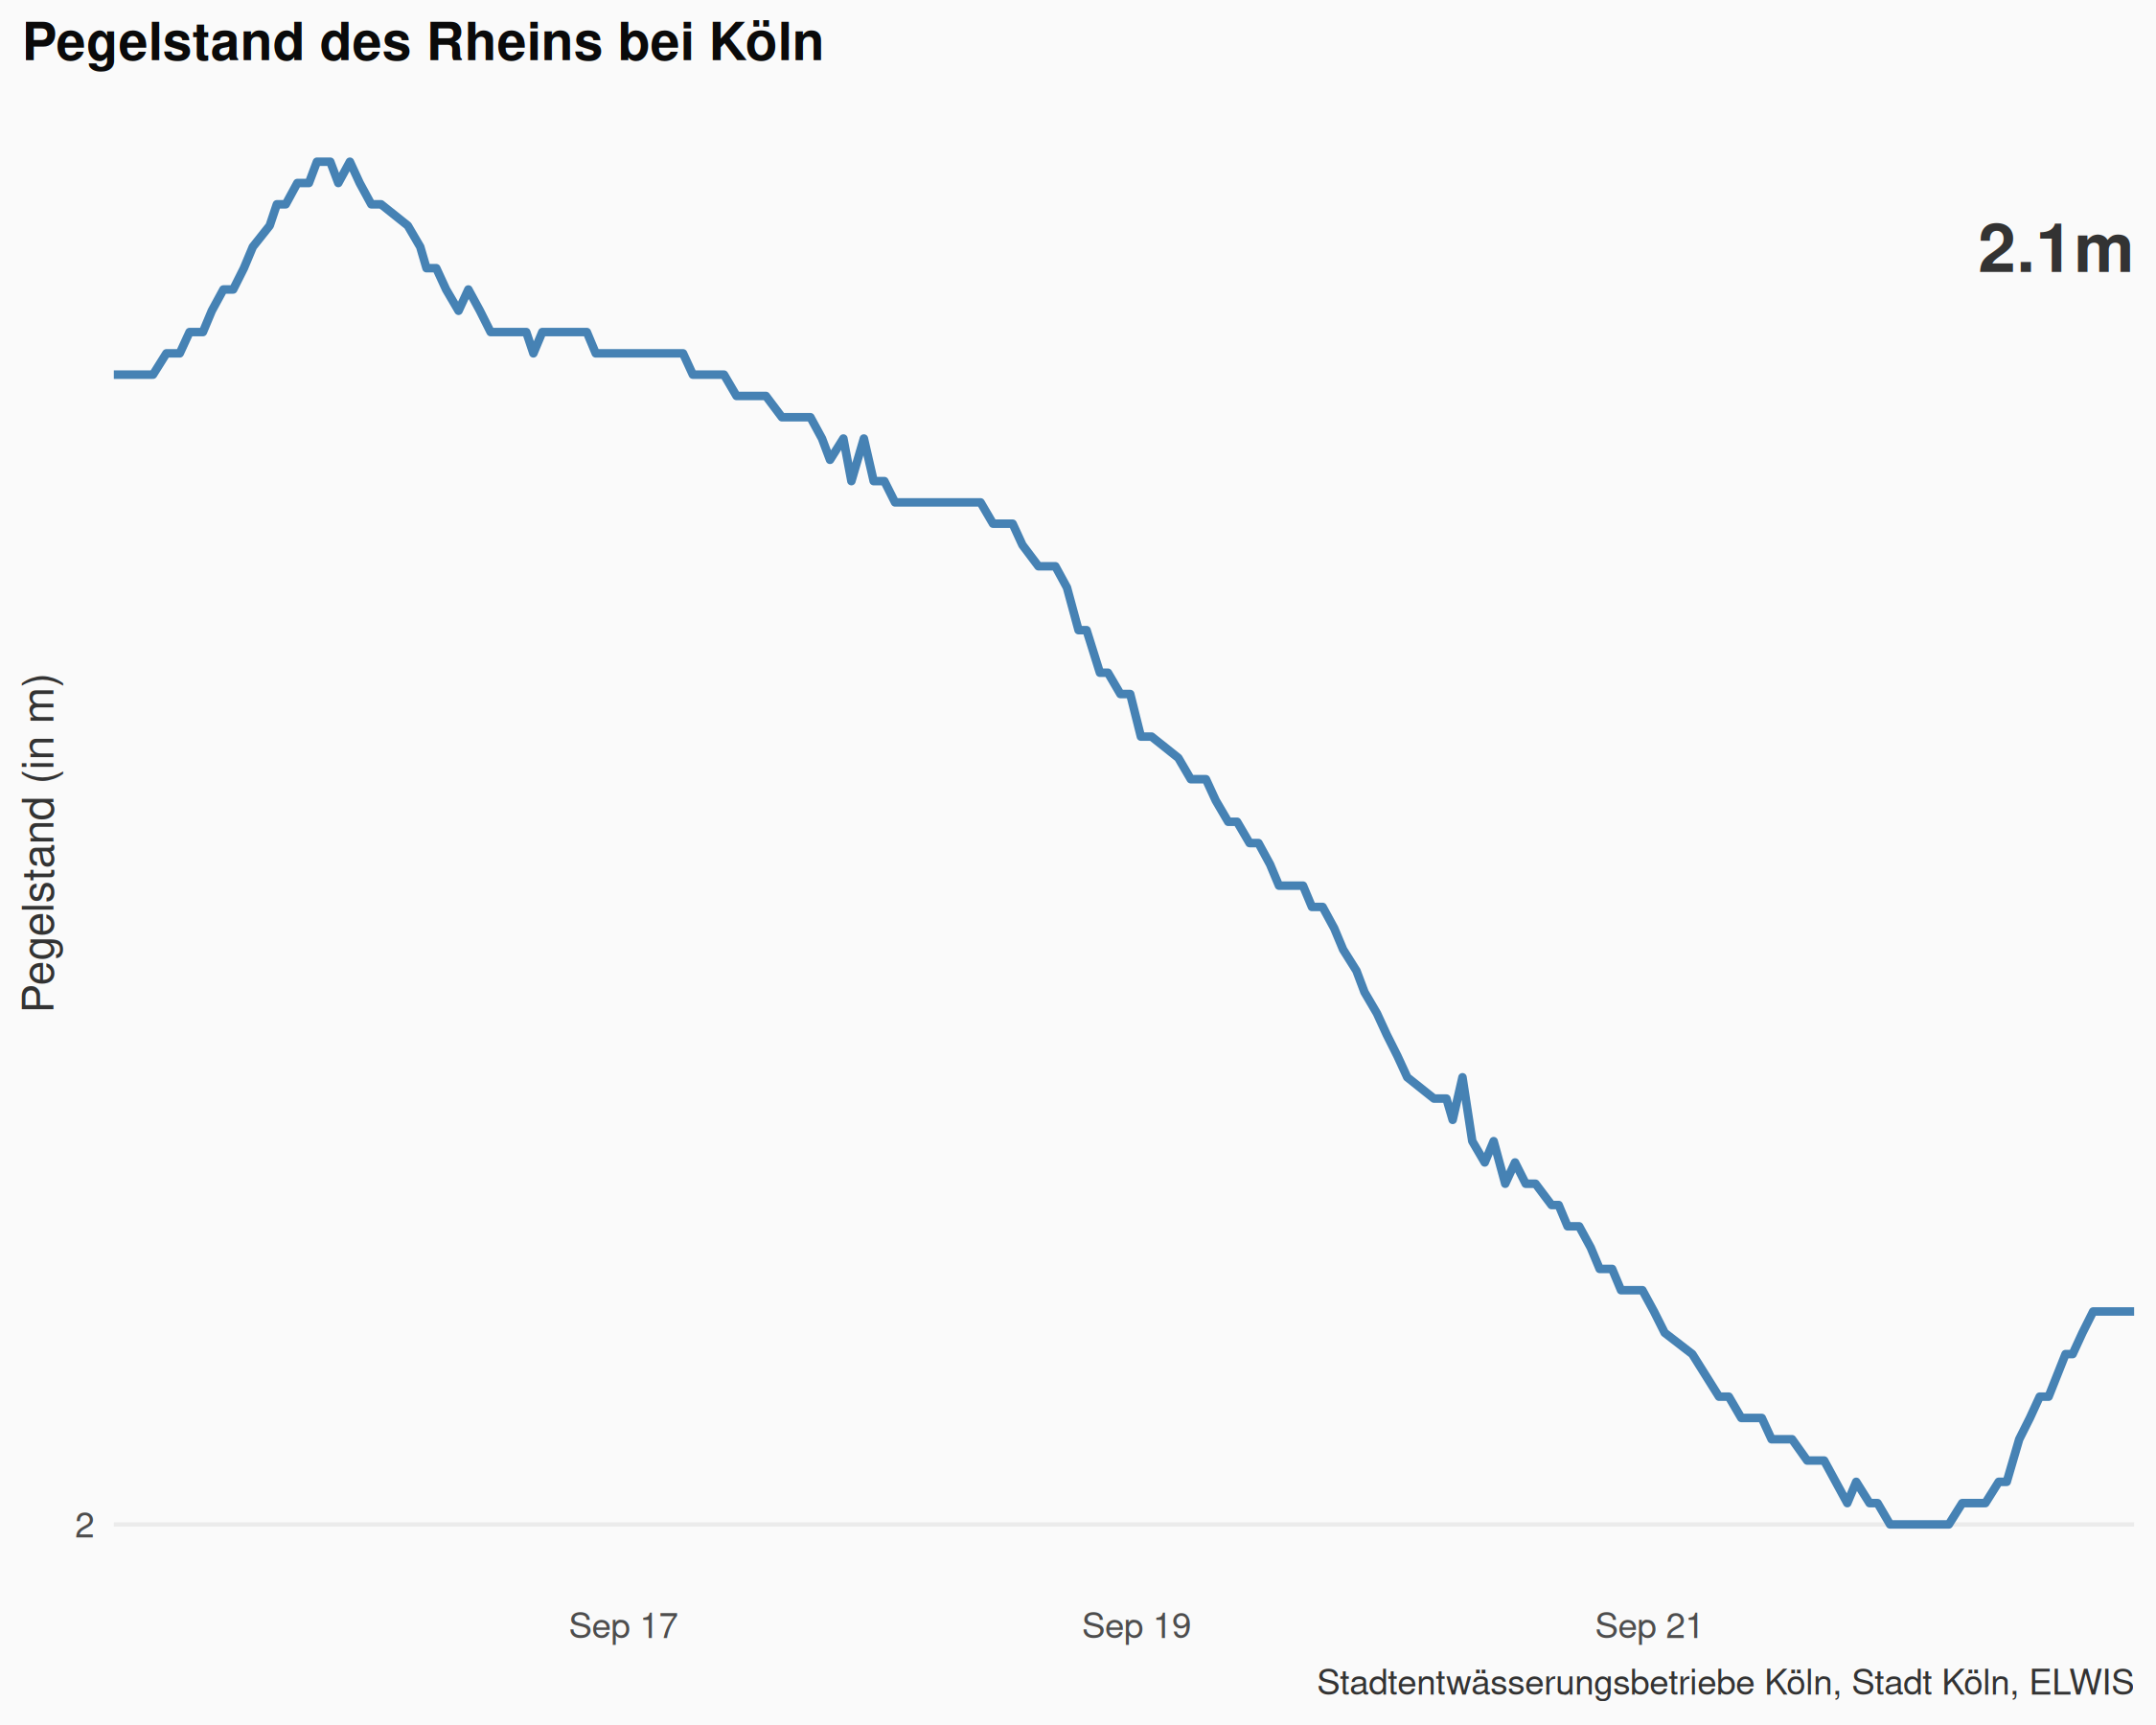 Pegelstand des Rheins bei Köln
2.1m
Pegelstand (in m)
2
Sep 17
Sep 19
Sep 21
Stadtentwässerungsbetriebe Köln, Stadt Köln, ELWIS